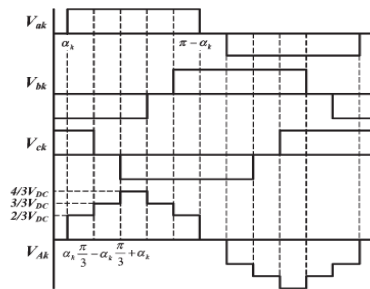 V_ak
α_k π − α_k
V_bk
V_ck
4/3V_DC
3/3V_DC
2/3V_DC
V_Ak
α_k π/3 − α_k π/3 + α_k